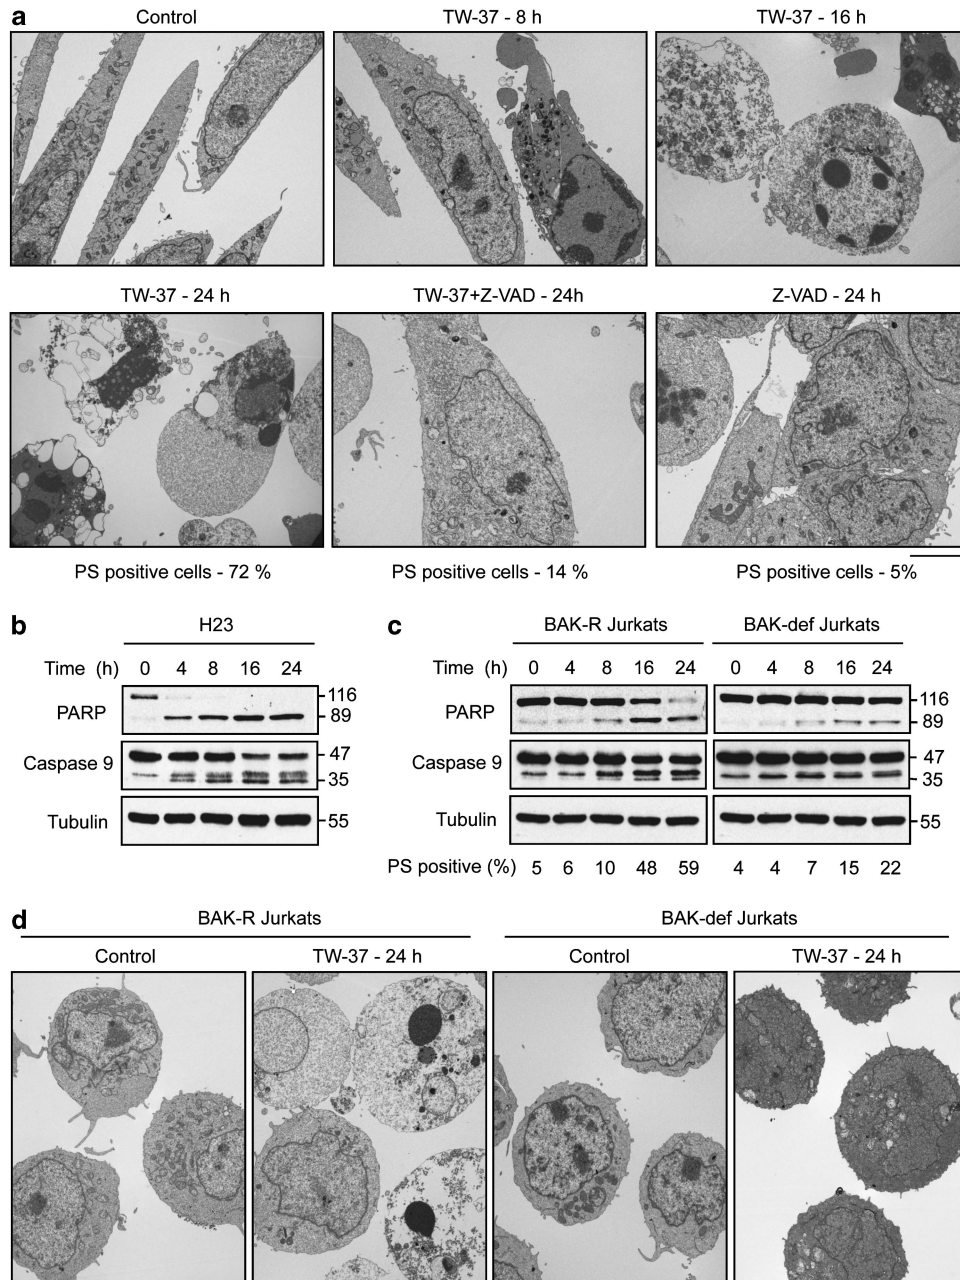 a
Control TW-37 - 8 h TW-37 - 16 h
TW-37 - 24 h TW-37+Z-VAD - 24h Z-VAD - 24 h
PS positive cells - 72 % PS positive cells - 14 % PS positive cells - 5%
b
H23
Time (h) 0 4 8 16 24
PARP
116
89
Caspase 9
47
35
Tubulin
55
c
BAK-R Jurkats BAK-def Jurkats
Time (h) 0 4 8 16 24 0 4 8 16 24
PARP
116
89
Caspase 9
47
35
Tubulin
55
PS positive (%) 5 6 10 48 59 4 4 7 15 22
d
BAK-R Jurkats BAK-def Jurkats
Control TW-37 - 24 h Control TW-37 - 24 h